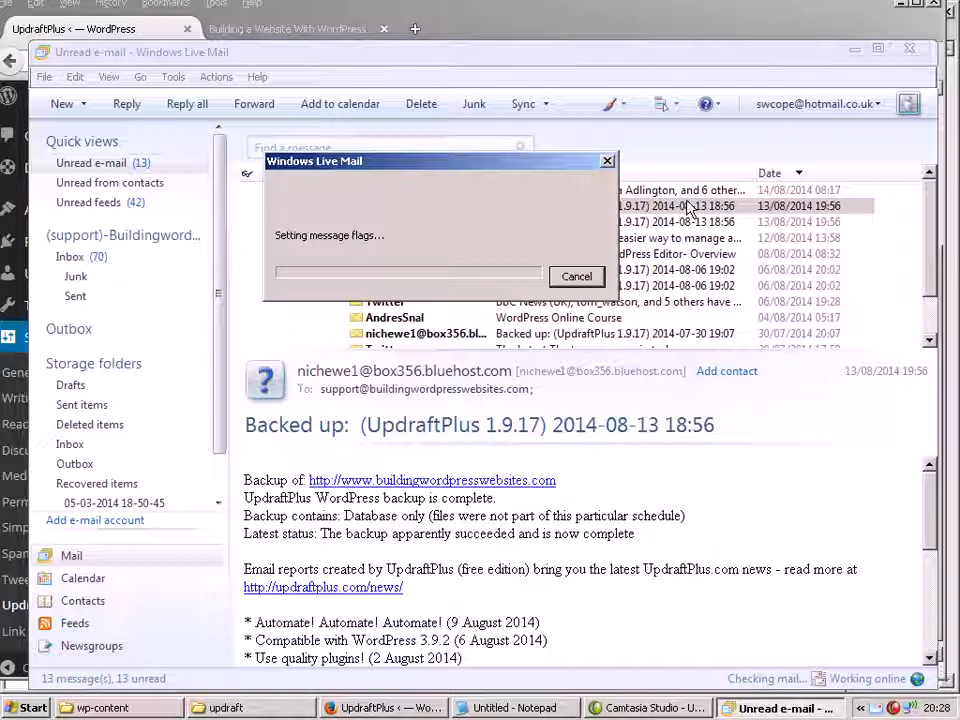 File Edit View History Bookmarks Tools Help
UpdraftPlus ‹ — WordPress
Building a Website With WordPress...
Unread e-mail - Windows Live Mail
File Edit View Go Tools Actions Help
New Reply Reply all Forward Add to calendar Delete Junk Sync swcope@hotmail.co.uk
Quick views
Unread e-mail (13)
Unread from contacts
Unread feeds (42)
(support)-Buildingword...
Inbox (70)
Junk
Sent
Outbox
Storage folders
Drafts
Sent items
Deleted items
Inbox
Outbox
Recovered items
05-03-2014 18-50-45
Add e-mail account
Mail
Calendar
Contacts
Feeds
Newsgroups
Find a message
Date
a Adlington, and 6 other... 14/08/2014 08:17
1.9.17) 2014-08-13 18:56 13/08/2014 19:56
1.9.17) 2014-08-13 18:56 13/08/2014 19:56
easier way to manage a... 12/08/2014 13:58
dPress Editor- Overview 08/08/2014 08:32
1.9.17) 2014-08-06 19:02 06/08/2014 20:02
1.9.17) 2014-08-06 19:02 06/08/2014 20:02
Twitter BBC News (UK), tom_watson, and 5 others have ... 06/08/2014 19:28
AndresSnal WordPress Online Course 01/08/2014 14:00
nichewe1@box356.bl... Backed up: (UpdraftPlus 1.9.17) 2014-07-30 19:07 30/07/2014 20:07
Windows Live Mail
Setting message flags...
Cancel
nichewe1@box356.bluehost.com [nichewe1@box356.bluehost.com] Add contact 13/08/2014 19:56
To: support@buildingwordpresswebsites.com;
Backed up: (UpdraftPlus 1.9.17) 2014-08-13 18:56
Backup of: http://www.buildingwordpresswebsites.com
UpdraftPlus WordPress backup is complete.
Backup contains: Database only (files were not part of this particular schedule)
Latest status: The backup apparently succeeded and is now complete
Email reports created by UpdraftPlus (free edition) bring you the latest UpdraftPlus.com news - read more at
http://updraftplus.com/news/
* Automate! Automate! Automate! (9 August 2014)
* Compatible with WordPress 3.9.2 (6 August 2014)
* Use quality plugins! (2 August 2014)
13 message(s), 13 unread
Checking mail... Working online
Start wp-content updraft UpdraftPlus ‹ — Wo... Untitled - Notepad Camtasia Studio - U... Unread e-mail - ... « 20:28